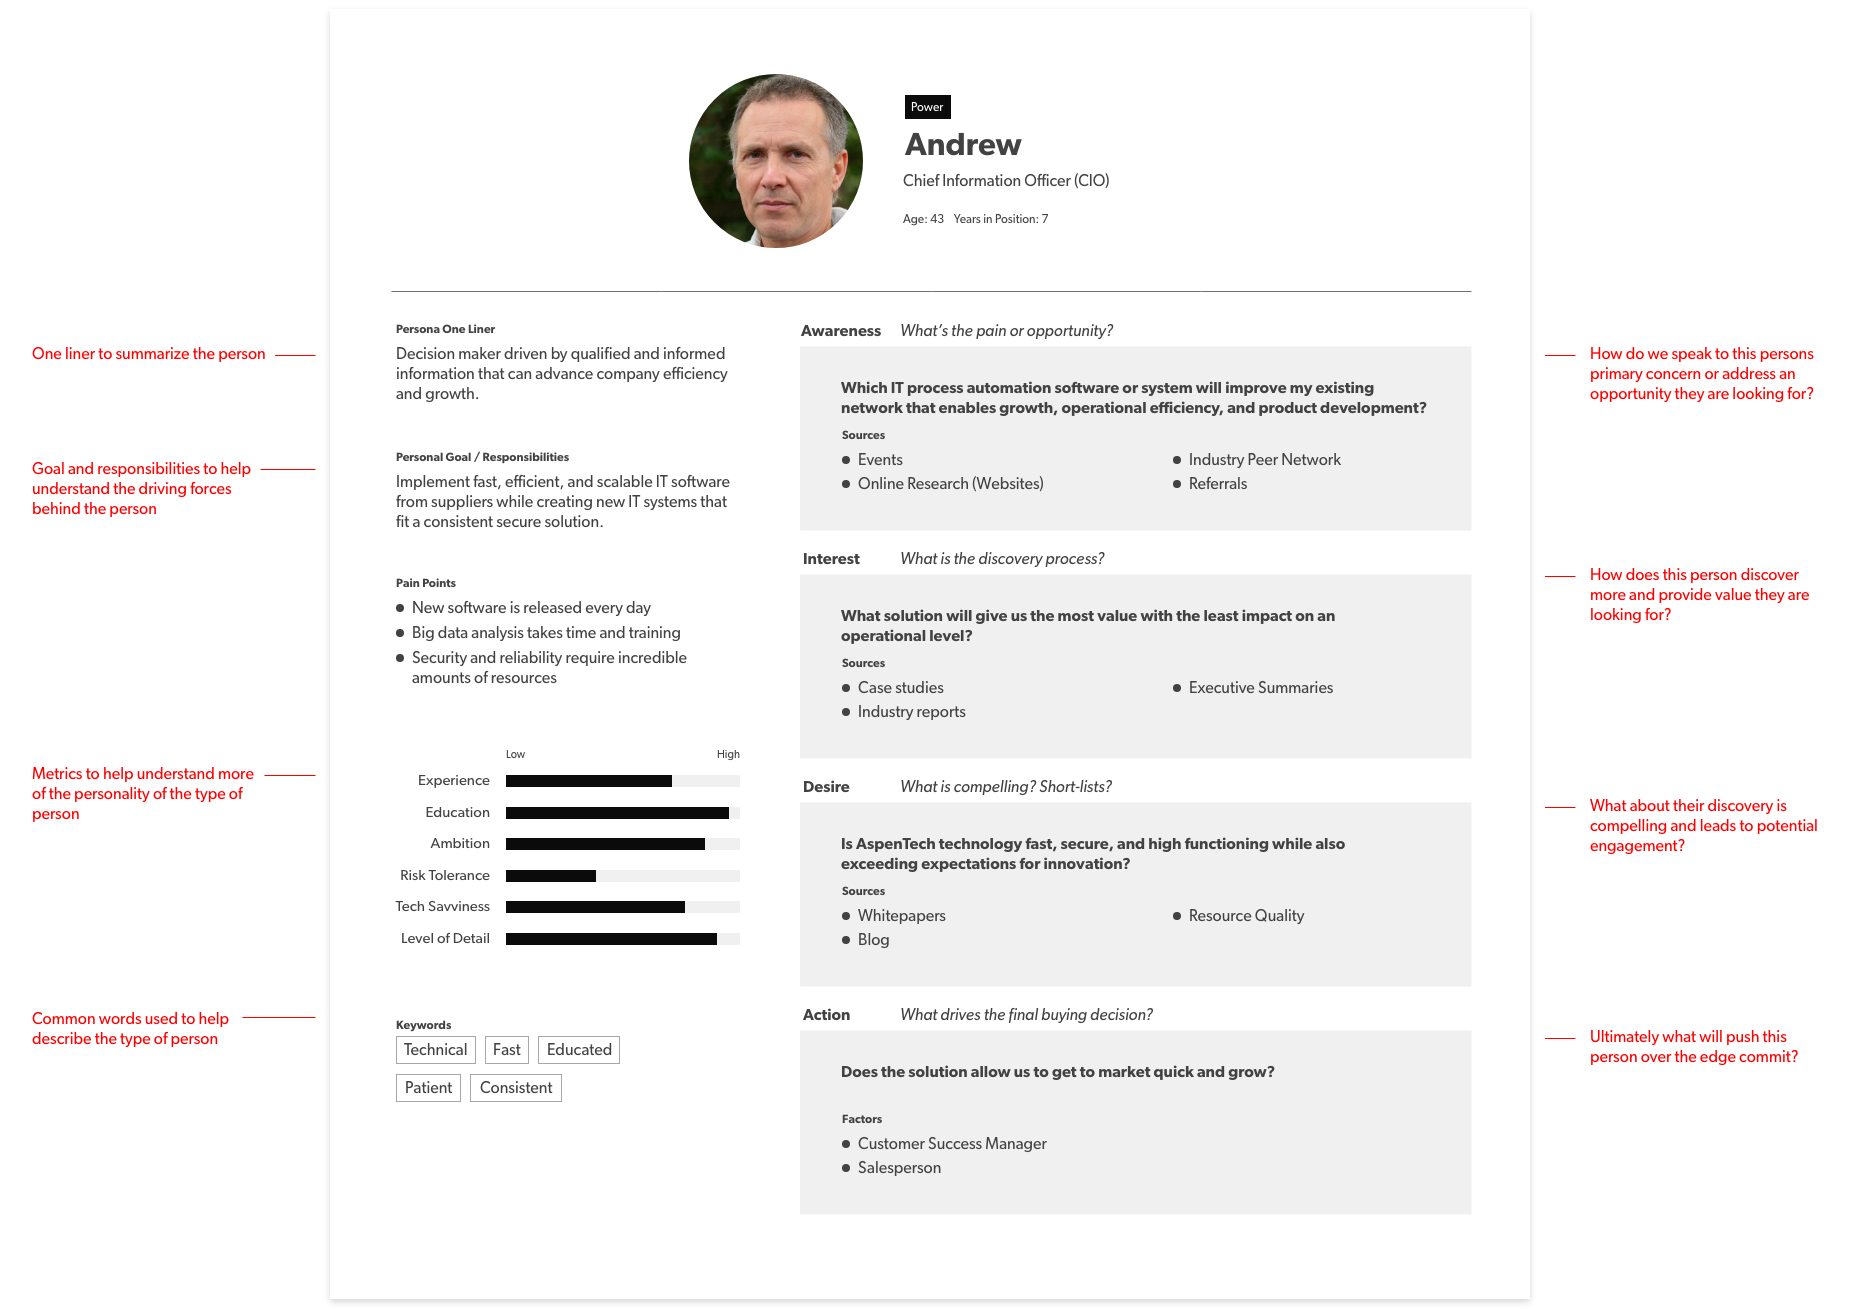 Power
Andrew
Chief Information Officer (CIO)
Age: 43 Years in Position: 7
One liner to summarize the person
Goal and responsibilities to help
understand the driving forces
behind the person
Metrics to help understand more
of the personality of the type of
person
Common words used to help
describe the type of person
Persona One Liner
Decision maker driven by qualified and informed
information that can advance company efficiency
and growth.
Personal Goal / Responsibilities
Implement fast, efficient, and scalable IT software
from suppliers while creating new IT systems that
fit a consistent secure solution.
Pain Points
New software is released every day
Big data analysis takes time and training
Security and reliability require incredible
amounts of resources
Low High
Experience
Education
Ambition
Risk Tolerance
Tech Savviness
Level of Detail
Keywords
Technical Fast Educated
Patient Consistent
Awareness What's the pain or opportunity?
Which IT process automation software or system will improve my existing
network that enables growth, operational efficiency, and product development?
Sources
Events
Online Research (Websites)
Industry Peer Network
Referrals
Interest What is the discovery process?
What solution will give us the most value with the least impact on an
operational level?
Sources
Case studies
Industry reports
Executive Summaries
Desire What is compelling? Short-lists?
Is AspenTech technology fast, secure, and high functioning while also
exceeding expectations for innovation?
Sources
Whitepapers
Blog
Resource Quality
Action What drives the final buying decision?
Does the solution allow us to get to market quick and grow?
Factors
Customer Success Manager
Salesperson
How do we speak to this persons
primary concern or address an
opportunity they are looking for?
How does this person discover
more and provide value they are
looking for?
What about their discovery is
compelling and leads to potential
engagement?
Ultimately what will push this
person over the edge commit?